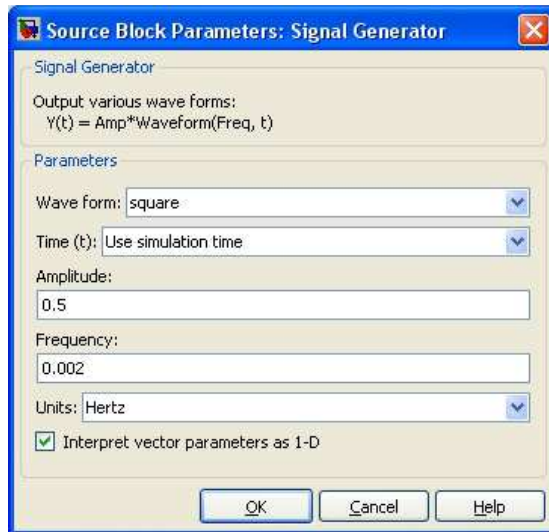 Source Block Parameters: Signal Generator
Signal Generator
Output various wave forms:
Y(t) = Amp*Waveform(Freq, t)
Parameters
Wave form: square
Time (t): Use simulation time
Amplitude:
0.5
Frequency:
0.002
Units: Hertz
Interpret vector parameters as 1-D
OK Cancel Help